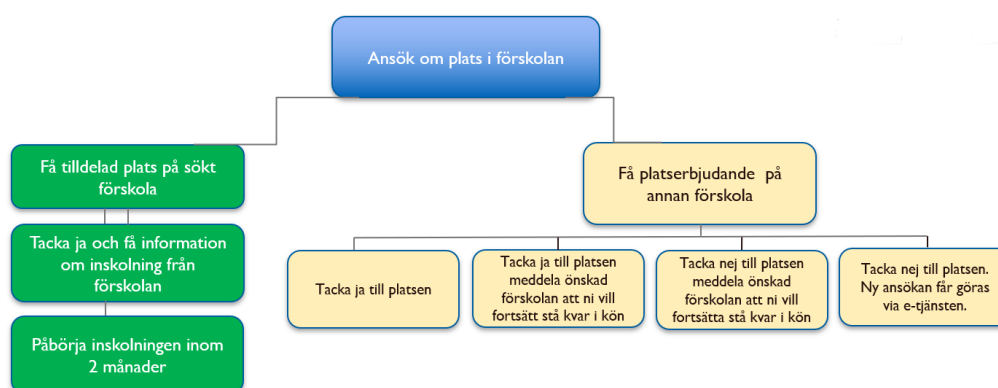 Ansök om plats i förskolan
Få tilldelad plats på sökt
förskola
Tacka ja och få information
om inskolning från
förskolan
Påbörja inskolningen inom
2 månader
Få platserbjudande på
annan förskola
Tacka ja till platsen
Tacka ja till platsen
meddela önskad
förskolan att ni vill
fortsätt stå kvar i kön
Tacka nej till platsen
meddela önskad
förskolan att ni vill
fortsätta stå kvar i kön
Tacka nej till platsen.
Ny ansökan får göras
via e-tjänsten.